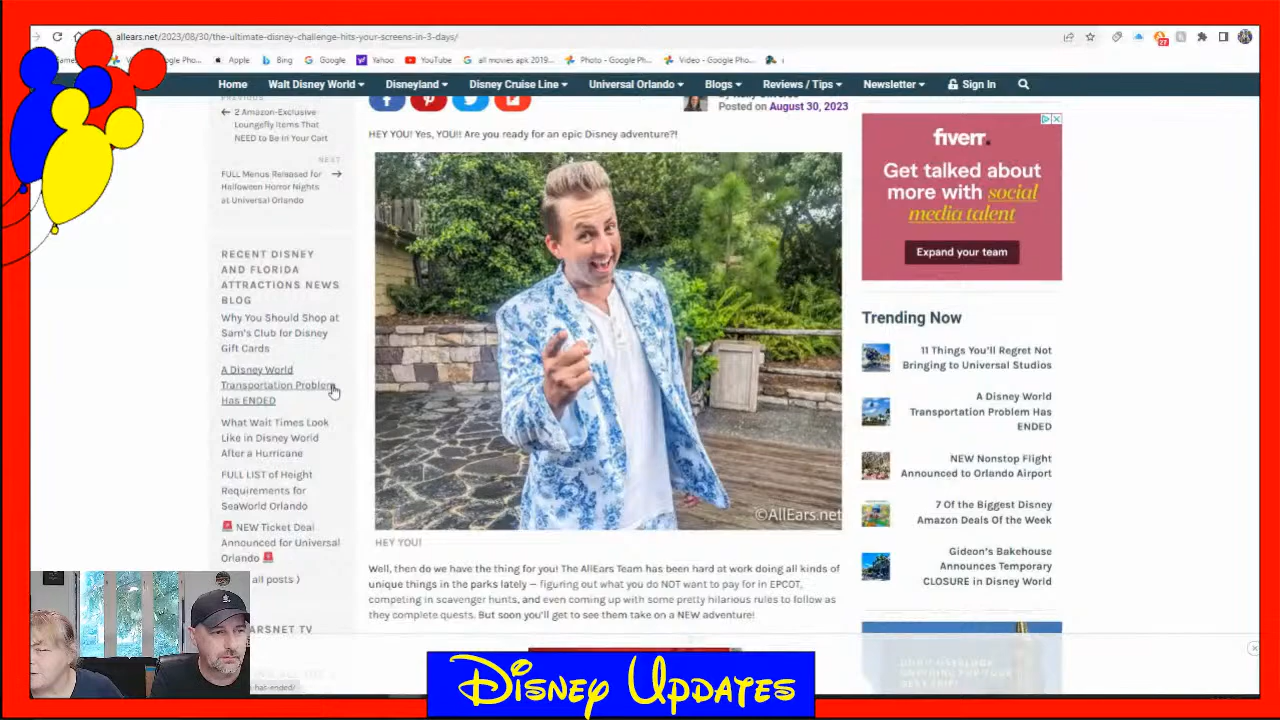 allears.net/2023/08/30/the-ultimate-disney-challenge-hits-your-screens-in-3-days/
Apple
Bing
Google
Yahoo
YouTube
all movies apk 2019...
Photo - Google Ph...
Video - Google Pho...
27
Home
Walt Disney World
Disneyland
Disney Cruise Line
Universal Orlando
Blogs
Reviews / Tips
Newsletter
Sign In
PREVIOUS
2 Amazon-Exclusive
Loungefly Items That
NEED to Be in Your Cart
NEXT
FULL Menus Released for
Halloween Horror Nights
at Universal Orlando
RECENT DISNEY
AND FLORIDA
ATTRACTIONS NEWS
BLOG
Why You Should Shop at
Sam's Club for Disney
Gift Cards
A Disney World
Transportation Problem
Has ENDED
What Wait Times Look
Like in Disney World
After a Hurricane
FULL LIST of Height
Requirements for
SeaWorld Orlando
NEW Ticket Deal
Announced for Universal
Orlando
all posts )
ARSNET TV
has-ended/
Posted on August 30, 2023
HEY YOU! Yes, YOU!! Are you ready for an epic Disney adventure?!
©AllEars.net
HEY YOU!
Well, then do we have the thing for you! The AllEars Team has been hard at work doing all kinds of
unique things in the parks lately — figuring out what you do NOT want to pay for in EPCOT,
competing in scavenger hunts, and even coming up with some pretty hilarious rules to follow as
they complete quests. But soon you'll get to see them take on a NEW adventure!
fiverr.
Get talked about
more with social
media talent
Expand your team
Trending Now
11 Things You'll Regret Not
Bringing to Universal Studios
A Disney World
Transportation Problem Has
ENDED
NEW Nonstop Flight
Announced to Orlando Airport
7 Of the Biggest Disney
Amazon Deals Of the Week
Gideon's Bakehouse
Announces Temporary
CLOSURE in Disney World
Disney Updates